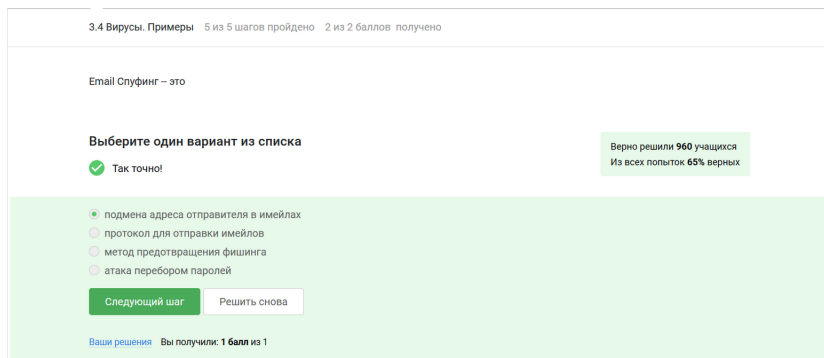 3.4 Вирусы. Примеры 5 из 5 шагов пройдено 2 из 2 баллов получено
Email Спуфинг – это
Выберите один вариант из списка
Так точно!
Верно решили 960 учащихся
Из всех попыток 65% верных
подмена адреса отправителя в имейлах
протокол для отправки имейлов
метод предотвращения фишинга
атака перебором паролей
Следующий шаг Решить снова
Ваши решения Вы получили: 1 балл из 1